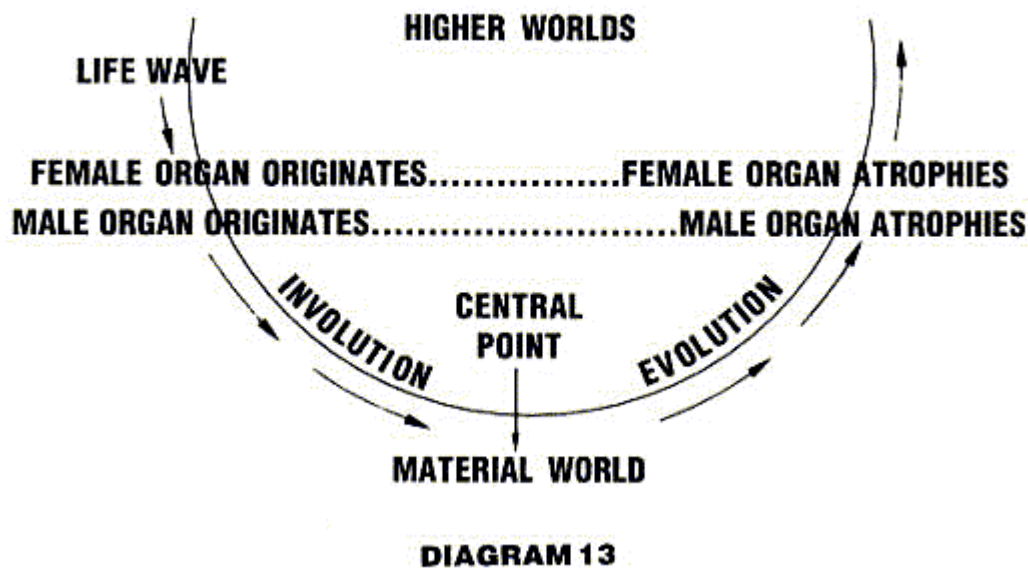 HIGHER WORLDS
LIFE WAVE
FEMALE ORGAN ORIGINATES..................FEMALE ORGAN ATROPHIES
MALE ORGAN ORIGINATES..........................MALE ORGAN ATROPHIES
INVOLUTION
CENTRAL
POINT
EVOLUTION
MATERIAL WORLD
DIAGRAM 13